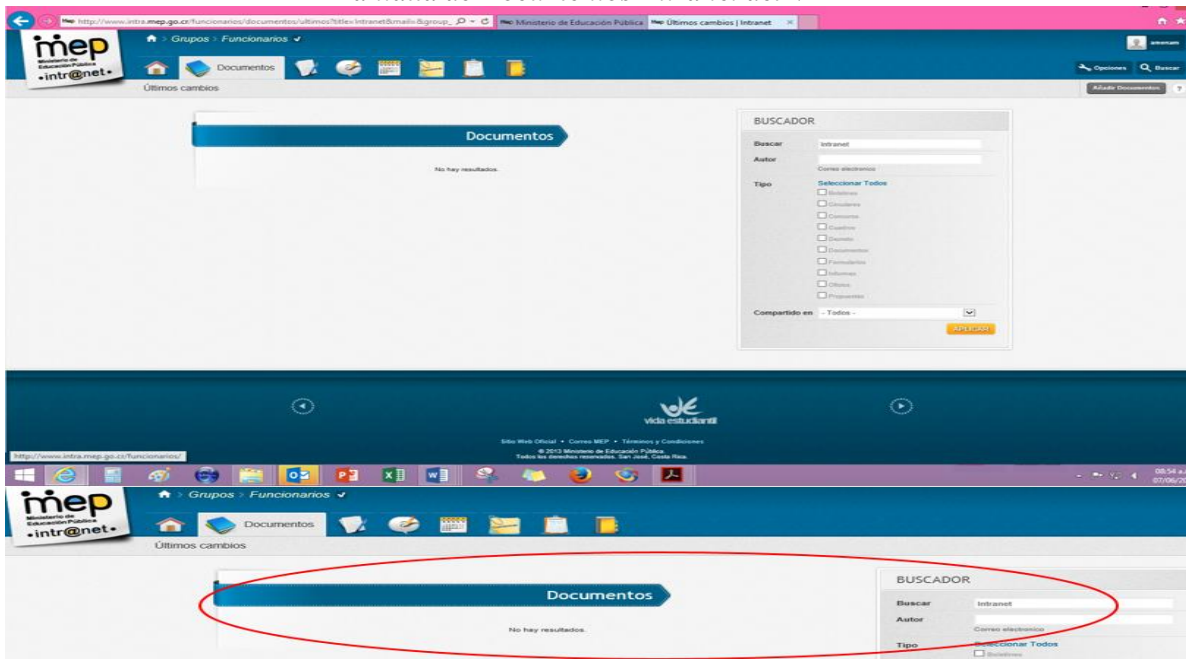 http://www.intra.mep.go.cr/funcionarios/documentos/ultimos?title=Intranet&mail=&group_
Ministerio de Educación Pública
Últimos cambios | Intranet
mep
Ministerio de
Educación Pública
•intr@net•
Grupos > Funcionarios
Documentos
Opciones
Buscar
Últimos cambios
Añadir Documentos
?
Documentos
No hay resultados.
BUSCADOR
Buscar
Intranet
Autor
Correo electronico
Tipo
Seleccionar Todos
Boletines
Circulares
Convenios
Cuadros
Decreto
Documentos
Formularios
Informes
Oficios
Propuestas
Compartido en
- Todos -
APLICAR
vida estudiantil
Sitio Web Oficial • Correo MEP • Términos y Condiciones
© 2013 Ministerio de Educación Pública.
Todos los derechos reservados. San José, Costa Rica.
http://www.intra.mep.go.cr/funcionarios/
08:54 a.
07/06/20
mep
Ministerio de
Educación Pública
•intr@net•
Grupos > Funcionarios
Documentos
Últimos cambios
Documentos
No hay resultados.
BUSCADOR
Buscar
Intranet
Autor
Correo electronico
Tipo
Seleccionar Todos
Boletines